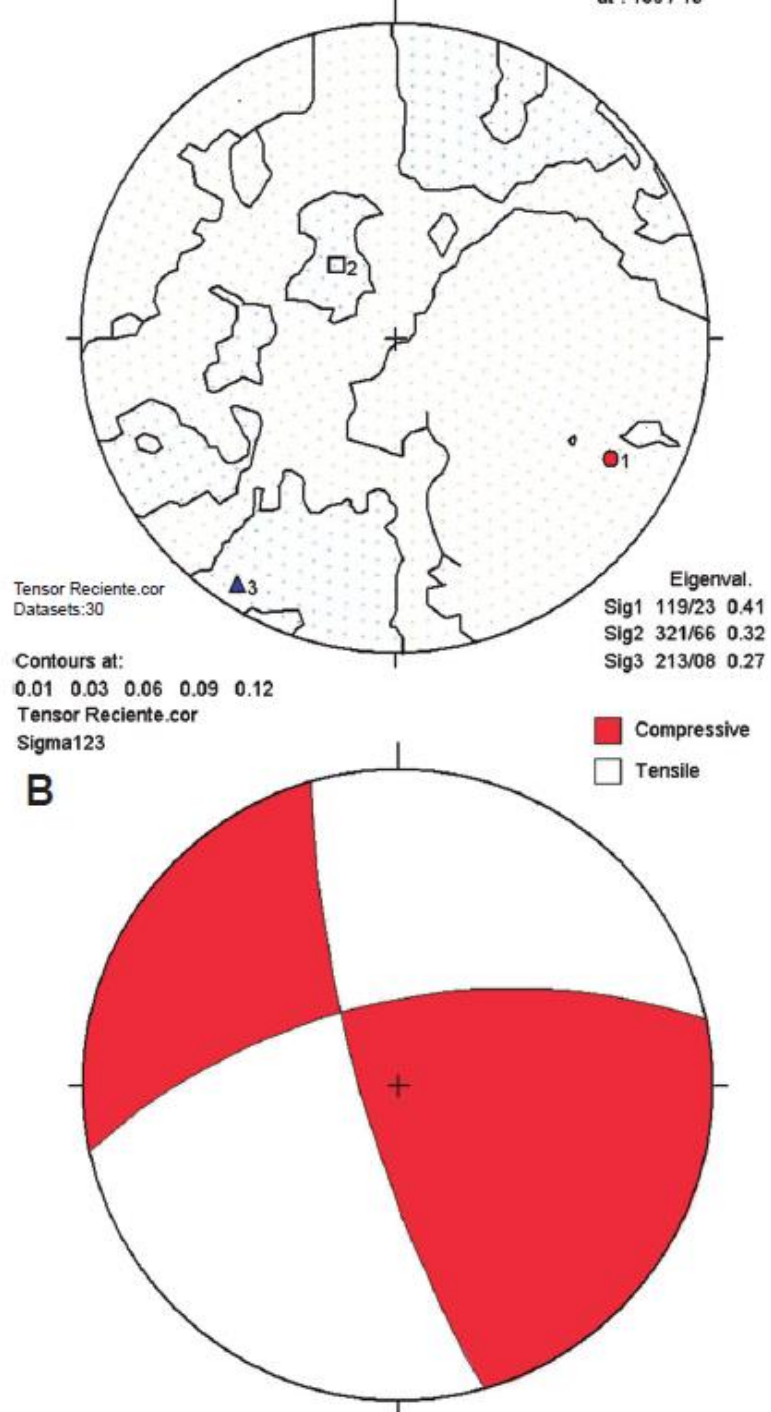 2
1
3
Tensor Reciente.cor
Datasets:30
Eigenval.
Sig1 119/23 0.41
Sig2 321/66 0.32
Sig3 213/08 0.27
Contours at:
0.01 0.03 0.06 0.09 0.12
Tensor Reciente.cor
Sigma123
Compressive
Tensile
B